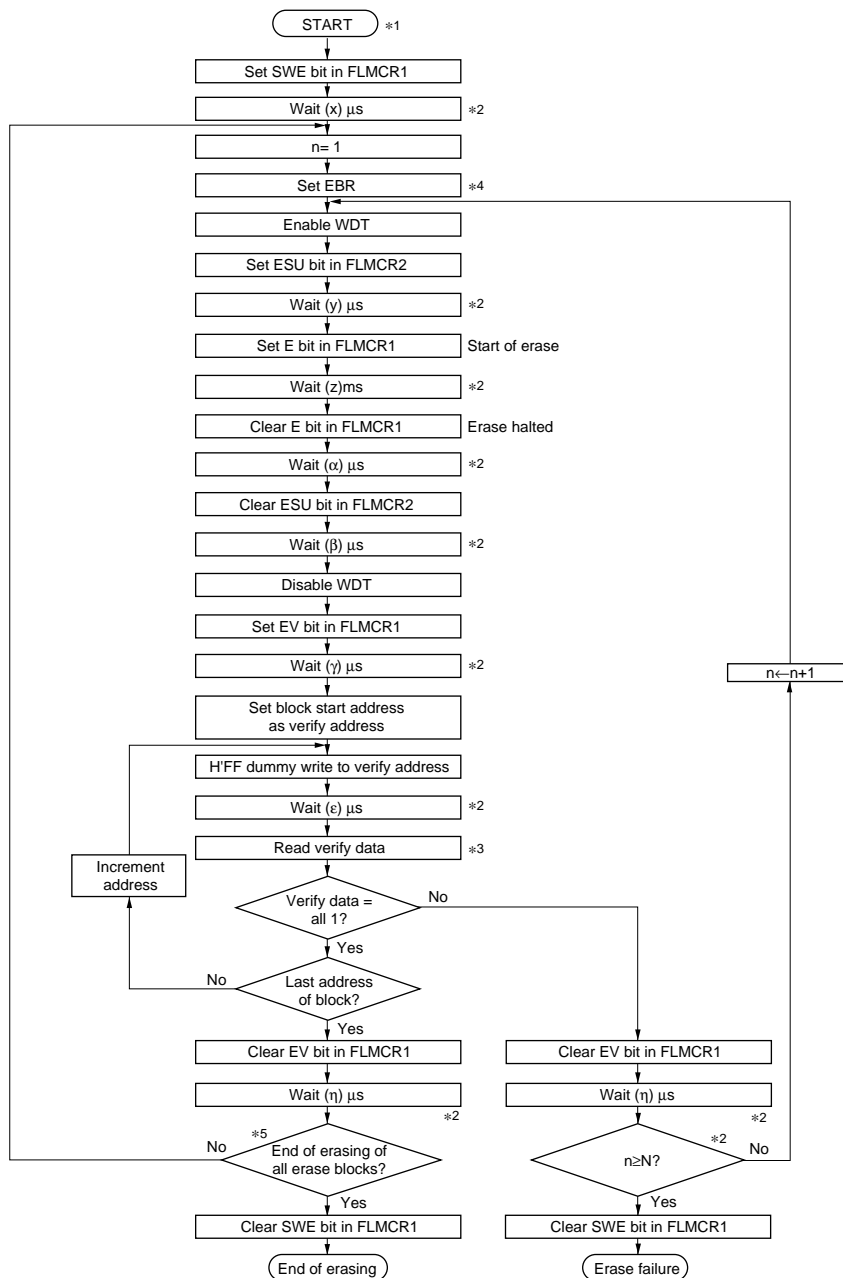 START *1
Set SWE bit in FLMCR1
Wait (x) μs *2
n= 1
Set EBR *4
Enable WDT
Set ESU bit in FLMCR2
Wait (y) μs *2
Set E bit in FLMCR1 Start of erase
Wait (z)ms *2
Clear E bit in FLMCR1 Erase halted
Wait (α) μs *2
Clear ESU bit in FLMCR2
Wait (β) μs *2
Disable WDT
Set EV bit in FLMCR1
Wait (γ) μs *2
n←n+1
Set block start address
as verify address
H'FF dummy write to verify address
Wait (ε) μs *2
Read verify data *3
Increment
address
Verify data =
all 1?
No
Yes
Last address
of block?
No
Yes
Clear EV bit in FLMCR1
Wait (η) μs
*2
*5
End of erasing of
all erase blocks?
No
Yes
Clear SWE bit in FLMCR1
End of erasing
Clear EV bit in FLMCR1
Wait (η) μs
*2
*2
n≥N?
No
Yes
Clear SWE bit in FLMCR1
Erase failure